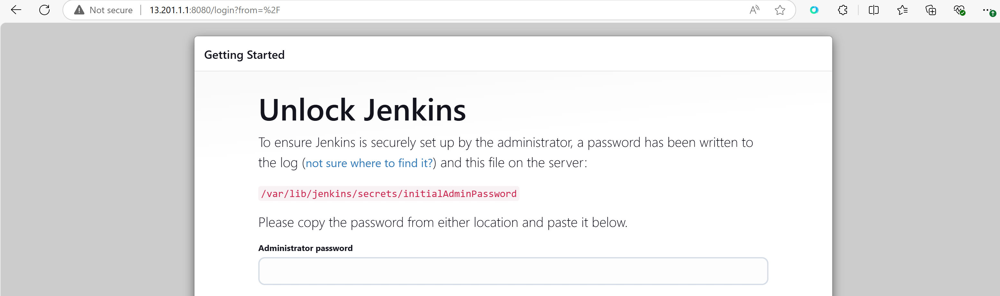 Not secure
13.201.1.1:8080/login?from=%2F
Getting Started
Unlock Jenkins
To ensure Jenkins is securely set up by the administrator, a password has been written to
the log (not sure where to find it?) and this file on the server:
/var/lib/jenkins/secrets/initialAdminPassword
Please copy the password from either location and paste it below.
Administrator password